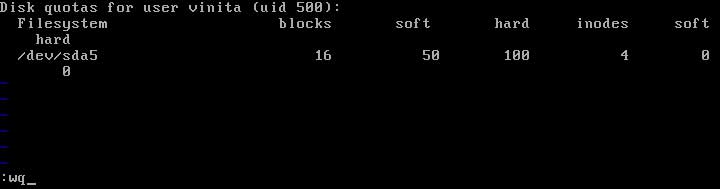 Disk quotas for user vinita (uid 500):
Filesystem blocks soft hard inodes soft
hard
/dev/sda5 16 50 100 4 0
0
~
~
~
~
~
~
:wq_